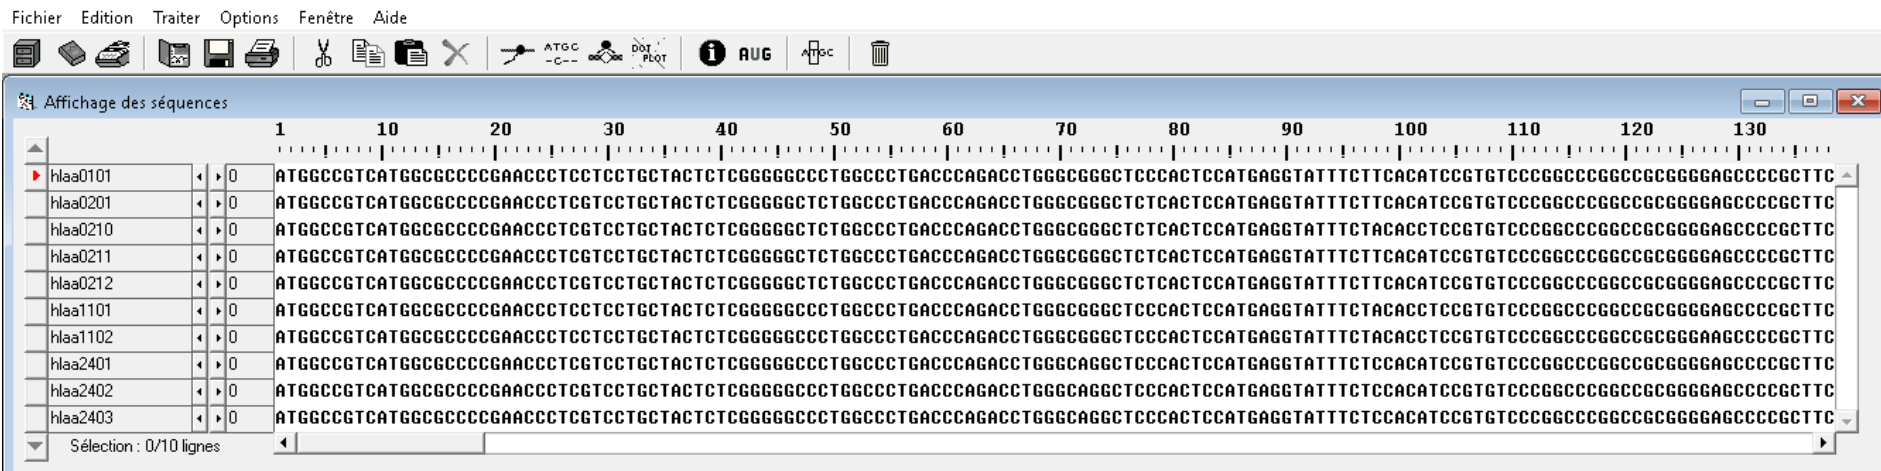 Fichier Edition Traiter Options Fenêtre Aide
ATGC
-C--
DOT
PLOT
AUG
Affichage des séquences
1 10 20 30 40 50 60 70 80 90 100 110 120 130
hlaa0101 0 ATGGCCGTCATGGCGCCCCGAACCCTCCTCCTGCTACTCTCGGGGGCCCTGGCCCTGACCCAGACCTGGGCGGGCTCCCACTCCATGAGGTATTTCTTCACATCCGTGTCCCGGCCCGGCCGCGGGGAGCCCCGCTTC
hlaa0201 0 ATGGCCGTCATGGCGCCCCGAACCCTCGTCCTGCTACTCTCGGGGGCTCTGGCCCTGACCCAGACCTGGGCGGGCTCTCACTCCATGAGGTATTTCTTCACATCCGTGTCCCGGCCCGGCCGCGGGGAGCCCCGCTTC
hlaa0210 0 ATGGCCGTCATGGCGCCCCGAACCCTCGTCCTGCTACTCTCGGGGGCTCTGGCCCTGACCCAGACCTGGGCGGGCTCTCACTCCATGAGGTATTTCTACACCTCCGTGTCCCGGCCCGGCCGCGGGGAGCCCCGCTTC
hlaa0211 0 ATGGCCGTCATGGCGCCCCGAACCCTCGTCCTGCTACTCTCGGGGGCTCTGGCCCTGACCCAGACCTGGGCGGGCTCTCACTCCATGAGGTATTTCTTCACATCCGTGTCCCGGCCCGGCCGCGGGGAGCCCCGCTTC
hlaa0212 0 ATGGCCGTCATGGCGCCCCGAACCCTCGTCCTGCTACTCTCGGGGGCTCTGGCCCTGACCCAGACCTGGGCGGGCTCTCACTCCATGAGGTATTTCTTCACATCCGTGTCCCGGCCCGGCCGCGGGGAGCCCCGCTTC
hlaa1101 0 ATGGCCGTCATGGCGCCCCGAACCCTCCTCCTGCTACTCTCGGGGGCCCTGGCCCTGACCCAGACCTGGGCGGGCTCCCACTCCATGAGGTATTTCTACACCTCCGTGTCCCGGCCCGGCCGCGGGGAGCCCCGCTTC
hlaa1102 0 ATGGCCGTCATGGCGCCCCGAACCCTCCTCCTGCTACTCTCGGGGGCCCTGGCCCTGACCCAGACCTGGGCGGGCTCCCACTCCATGAGGTATTTCTACACCTCCGTGTCCCGGCCCGGCCGCGGGAAGCCCCGCTTC
hlaa2401 0 ATGGCCGTCATGGCGCCCCGAACCCTCGTCCTGCTACTCTCGGGGGCCCTGGCCCTGACCCAGACCTGGGCAGGCTCCCACTCCATGAGGTATTTCTCCACATCCGTGTCCCGGCCCGGCCGCGGGGAGCCCCGCTTC
hlaa2402 0 ATGGCCGTCATGGCGCCCCGAACCCTCGTCCTGCTACTCTCGGGGGCCCTGGCCCTGACCCAGACCTGGGCAGGCTCCCACTCCATGAGGTATTTCTCCACATCCGTGTCCCGGCCCGGCCGCGGGGAGCCCCGCTTC
hlaa2403 0 ATGGCCGTCATGGCGCCCCGAACCCTCGTCCTGCTACTCTCGGGGGCCCTGGCCCTGACCCAGACCTGGGCAGGCTCCCACTCCATGAGGTATTTCTCCACATCCGTGTCCCGGCCCGGCCGCGGGGAGCCCCGCTTC
Sélection : 0/10 lignes